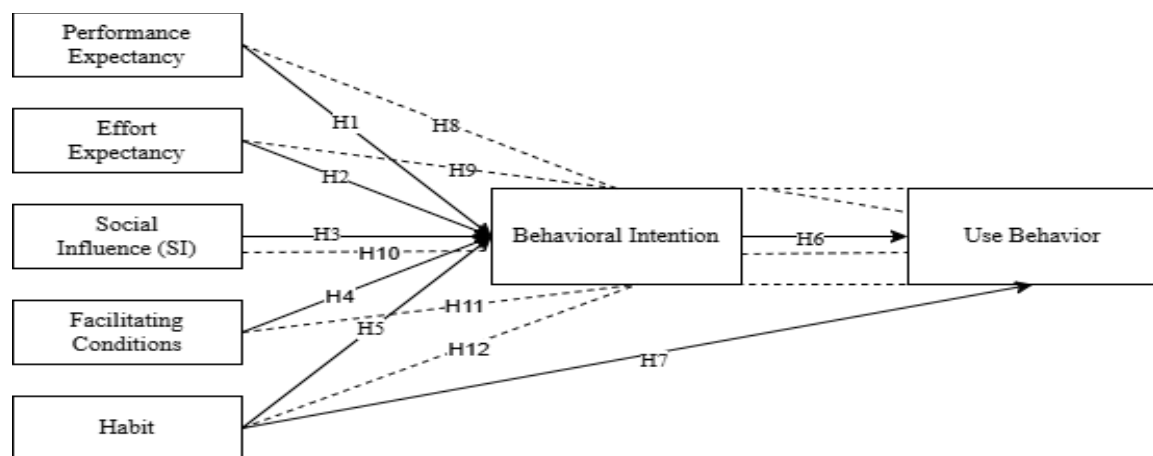 Performance
Expectancy
H1
H8
Effort
Expectancy
H2
H9
Social
Influence (SI)
H3
H10
Behavioral Intention
H6
Use Behavior
Facilitating
Conditions
H4
H11
H5
H12
H7
Habit